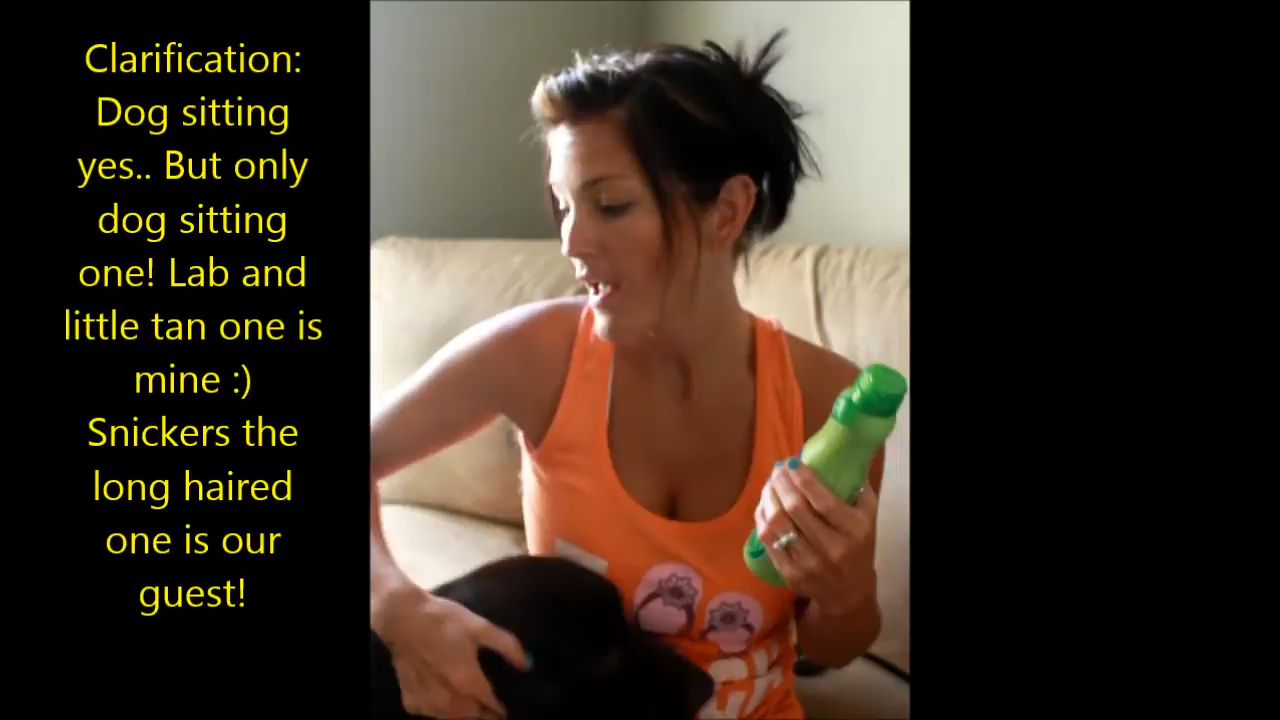 Clarification:
Dog sitting
yes.. But only
dog sitting
one! Lab and
little tan one is
mine :)
Snickers the
long haired
one is our
guest!